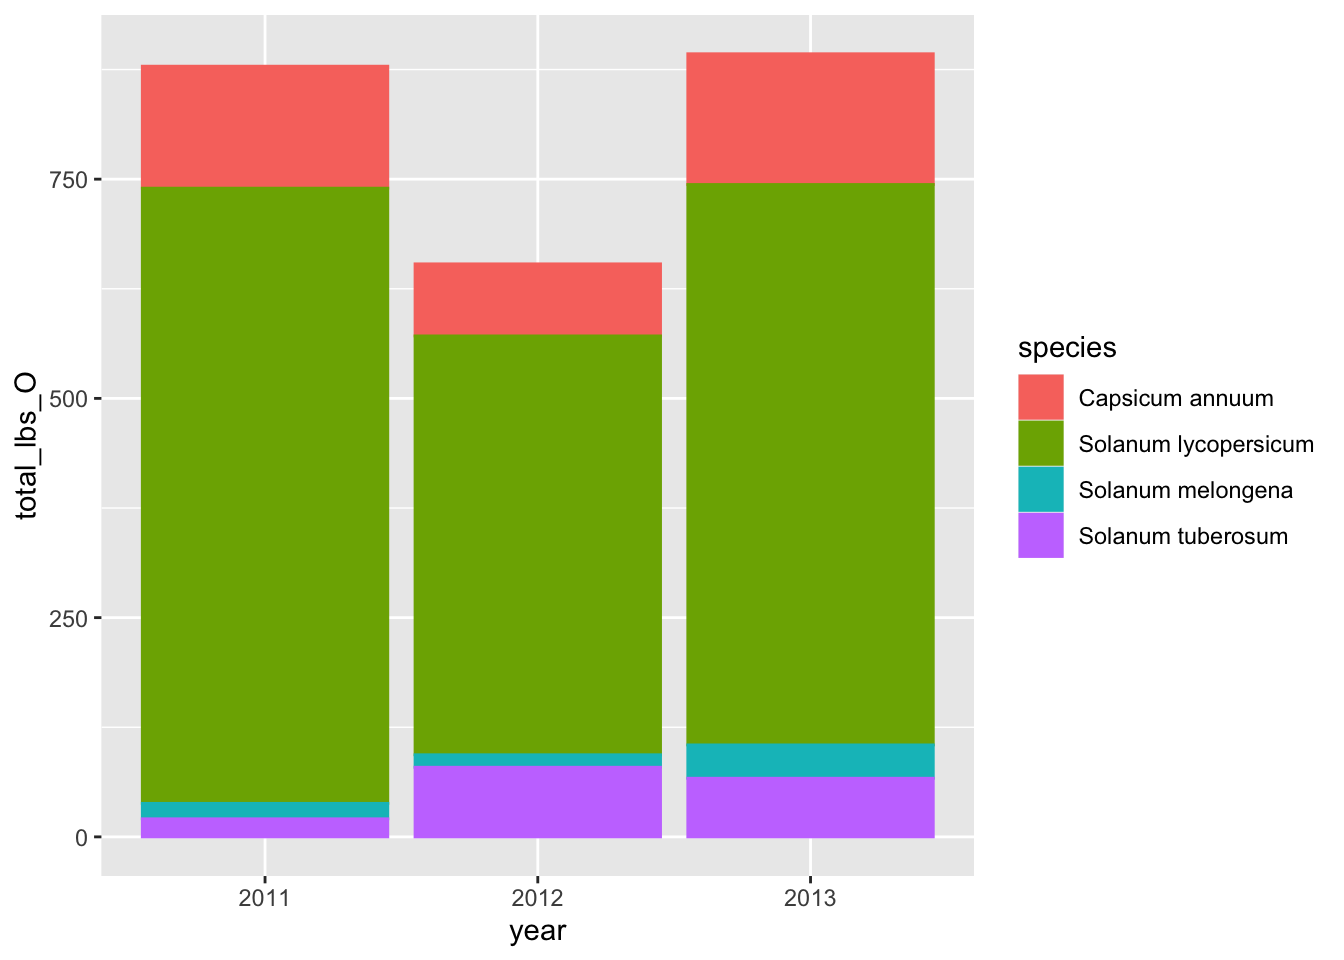 total_lbs_O
750
500
250
0
2011 2012 2013
year
species
Capsicum annuum
Solanum lycopersicum
Solanum melongena
Solanum tuberosum